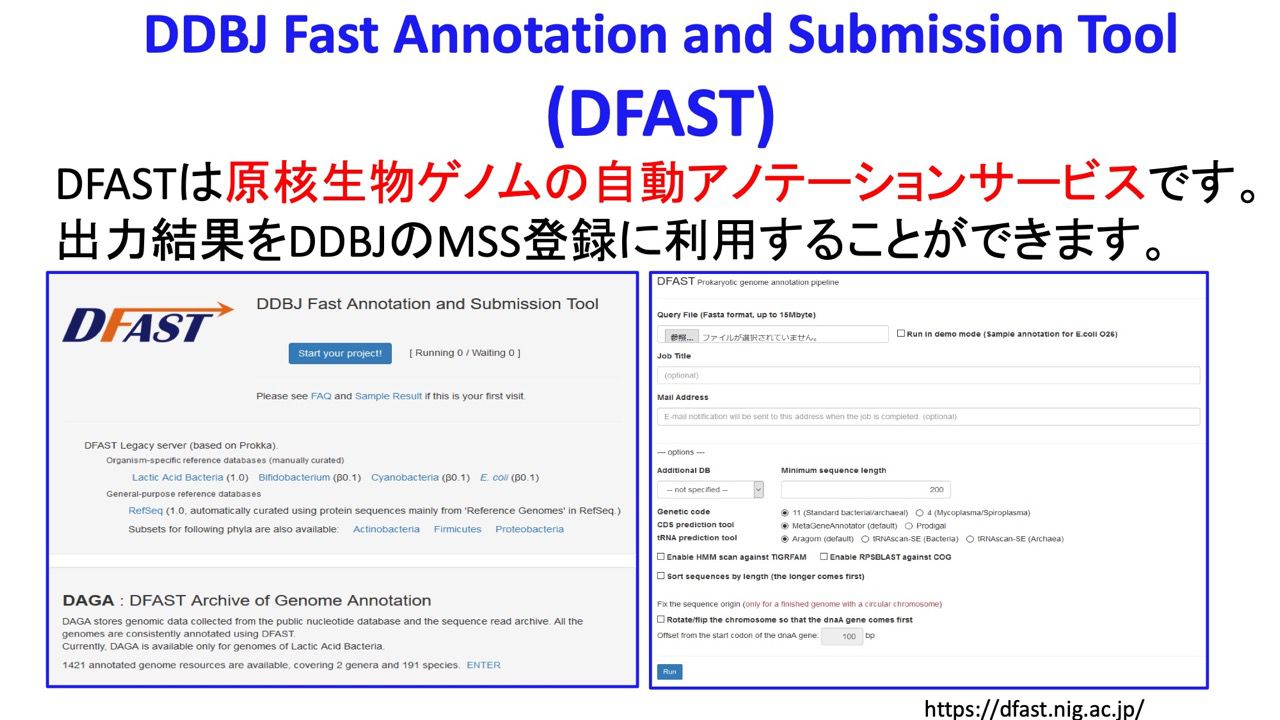 DDBJ Fast Annotation and Submission Tool
(DFAST)
DFASTは原核生物ゲノムの自動アノテーションサービスです。
出力結果をDDBJのMSS登録に利用することができます。
DFAST
DDBJ Fast Annotation and Submission Tool
Start your project!
[ Running 0 / Waiting 0 ]
Please see FAQ and Sample Result if this is your first visit.
DFAST Legacy server (based on Prokka).
Organism-specific reference databases (manually curated)
Lactic Acid Bacteria (1.0) Bifidobacterium (β0.1) Cyanobacteria (β0.1) E. coli (β0.1)
General-purpose reference databases
RefSeq (1.0, automatically curated using protein sequences mainly from 'Reference Genomes' in RefSeq.)
Subsets for following phyla are also available: Actinobacteria Firmicutes Proteobacteria
DAGA : DFAST Archive of Genome Annotation
DAGA stores genomic data collected from the public nucleotide database and the sequence read archive. All the
genomes are consistently annotated using DFAST.
Currently, DAGA is available only for genomes of Lactic Acid Bacteria.
1421 annotated genome resources are available, covering 2 genera and 191 species. ENTER
DFAST Prokaryotic genome annotation pipeline
Query File (Fasta format, up to 15Mbyte)
参照... ファイルが選択されていません。 Run in demo mode (Sample annotation for E.coli O26)
Job Title
(optional)
Mail Address
E-mail notification will be sent to this address when the job is completed. (optional)
--- options ---
Additional DB Minimum sequence length
-- not specified -- 200
Genetic code 11 (Standard bacterial/archaeal) 4 (Mycoplasma/Spiroplasma)
CDS prediction tool MetaGeneAnnotator (default) Prodigal
tRNA prediction tool Aragorn (default) tRNAscan-SE (Bacteria) tRNAscan-SE (Archaea)
Enable HMM scan against TIGRFAM Enable RPSBLAST against COG
Sort sequences by length (the longer comes first)
Fix the sequence origin (only for a finished genome with a circular chromosome)
Rotate/flip the chromosome so that the dnaA gene comes first
Offset from the start codon of the dnaA gene: 100 bp
Run
https://dfast.nig.ac.jp/